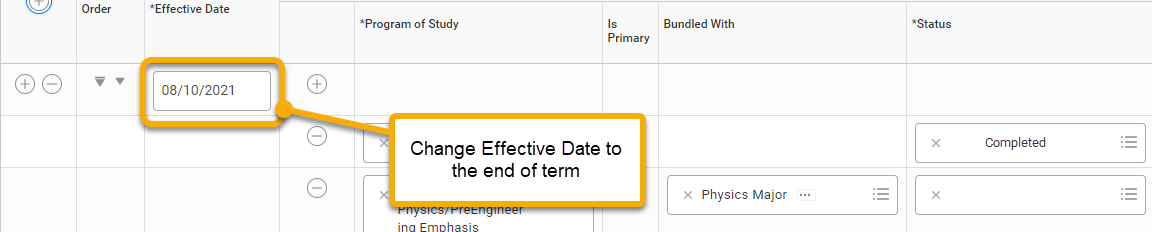 Order
*Effective Date
*Program of Study
Is
Primary
Bundled With
*Status
08/10/2021
Change Effective Date to
the end of term
Completed
Physics Major
Physics/PreEngineer
ing Emphasis